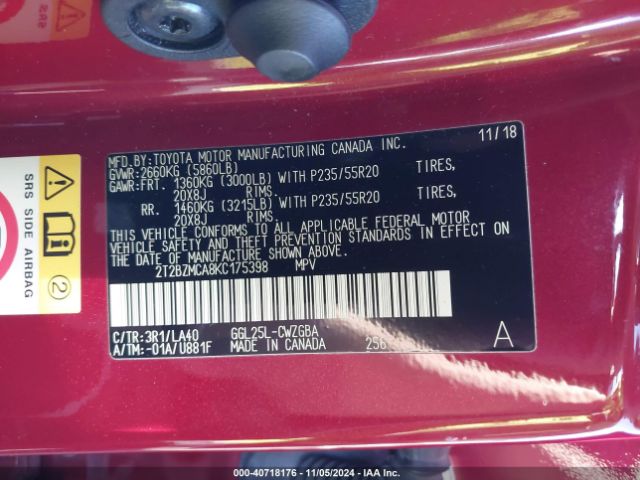 MFD.BY:TOYOTA MOTOR MANUFACTURING CANADA INC. 11/18
GVWR:2660KG (5860LB)
GAWR:FRT. 1360KG (3000LB) WITH P235/55R20 TIRES,
20X8J RIMS.
RR. 1460KG (3215LB) WITH P235/55R20 TIRES,
20X8J RIMS.
THIS VEHICLE CONFORMS TO ALL APPLICABLE FEDERAL MOTOR
VEHICLE SAFETY AND THEFT PREVENTION STANDARDS IN EFFECT
ON THE DATE OF MANUFACTURE SHOWN ABOVE.
2T2BZMCA8KC175398 MPV
C/TR:3R1/LA40 GGL25L-CWZGBA
A/TM:-01A/U881F MADE IN CANADA 256 A
SRS SIDE AIRBAG
2
SRS
© - 40718176 - 11/05/2024 - IAA Inc.